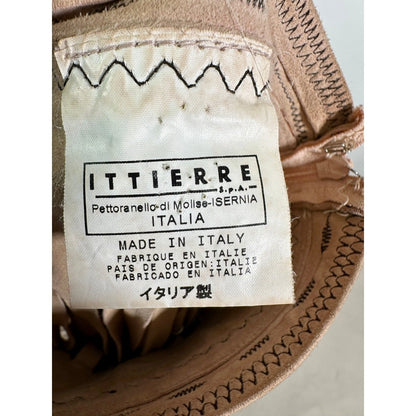 ITTIERRE
S.p.A.
Pettoranello di Molise-ISERNIA
ITALIA
MADE IN ITALY
FABRIQUE EN ITALIE
PAIS DE ORIGEN:ITALIE
FABRICADO EN ITALIA
イタリア製